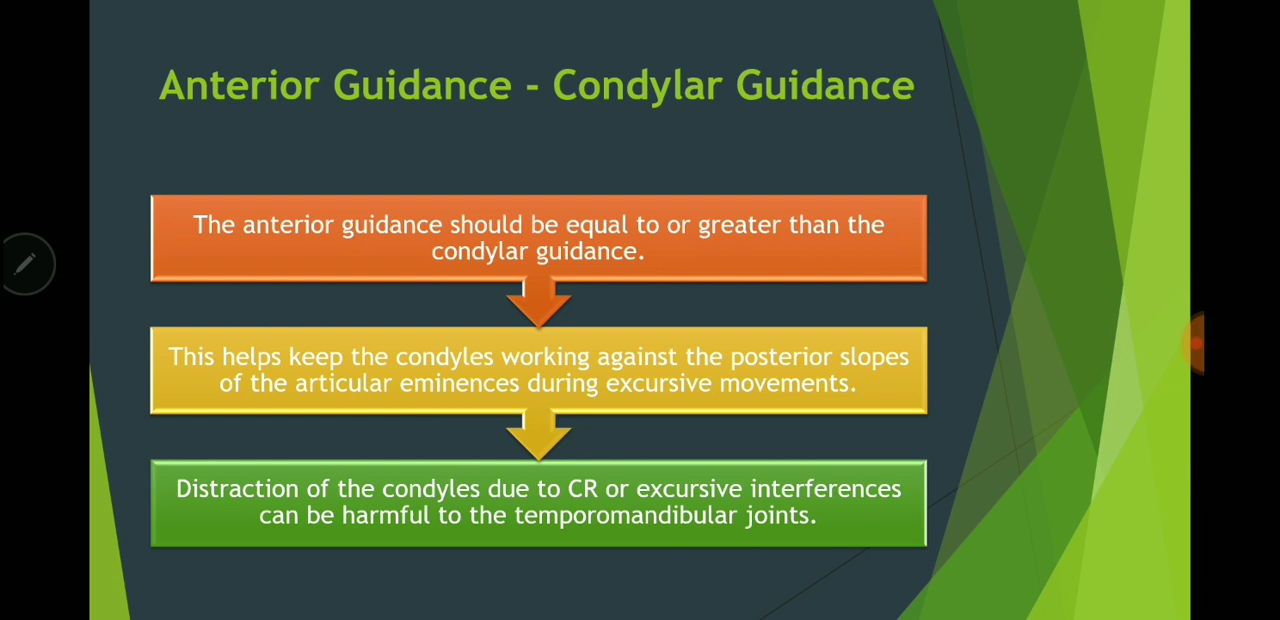 Anterior Guidance - Condylar Guidance
The anterior guidance should be equal to or greater than the
condylar guidance.
This helps keep the condyles working against the posterior slopes
of the articular eminences during excursive movements.
Distraction of the condyles due to CR or excursive interferences
can be harmful to the temporomandibular joints.